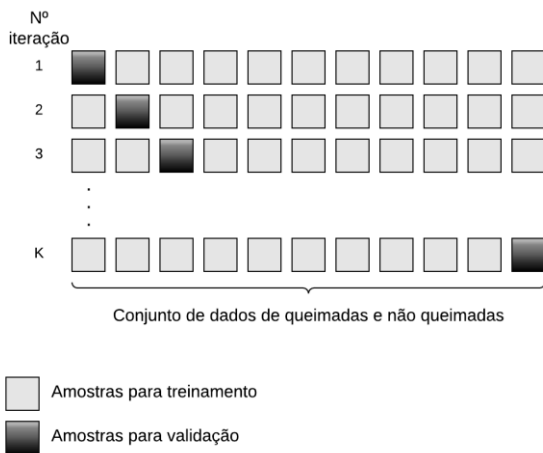 Nº
iteração
1
2
3
.
.
.
K
Conjunto de dados de queimadas e não queimadas
Amostras para treinamento
Amostras para validação